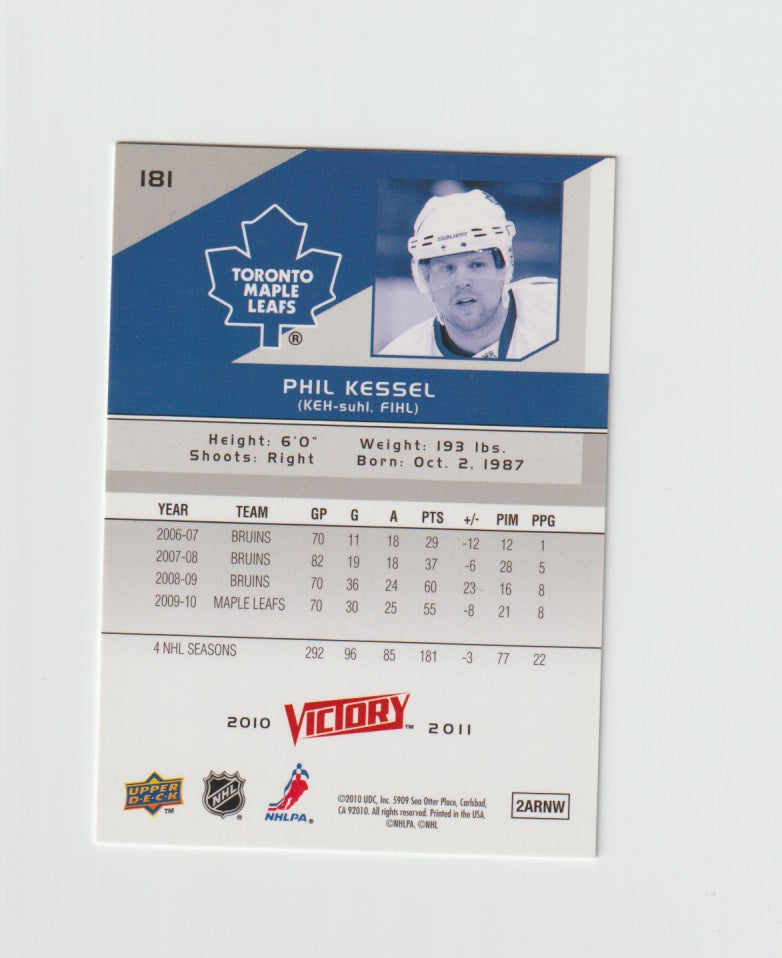 181
TORONTO
MAPLE
LEAFS
®
bauer
PHIL KESSEL
(KEH-suhl, FIHL)
Height: 6'0" Weight: 193 lbs.
Shoots: Right Born: Oct. 2, 1987
YEAR TEAM GP G A PTS +/- PIM PPG
2006-07 BRUINS 70 11 18 29 -12 12 1
2007-08 BRUINS 82 19 18 37 -6 28 5
2008-09 BRUINS 70 36 24 60 23 16 8
2009-10 MAPLE LEAFS 70 30 25 55 -8 21 8
4 NHL SEASONS 292 96 85 181 -3 77 22
2010 VICTORY™ 2011
UPPER
D·E·C·K
™
NHL
®
NHLPA®
©2010 UDC, Inc. 5909 Sea Otter Place, Carlsbad,
CA 92010. All rights reserved. Printed in the USA.
©NHLPA. ©NHL
2ARNW